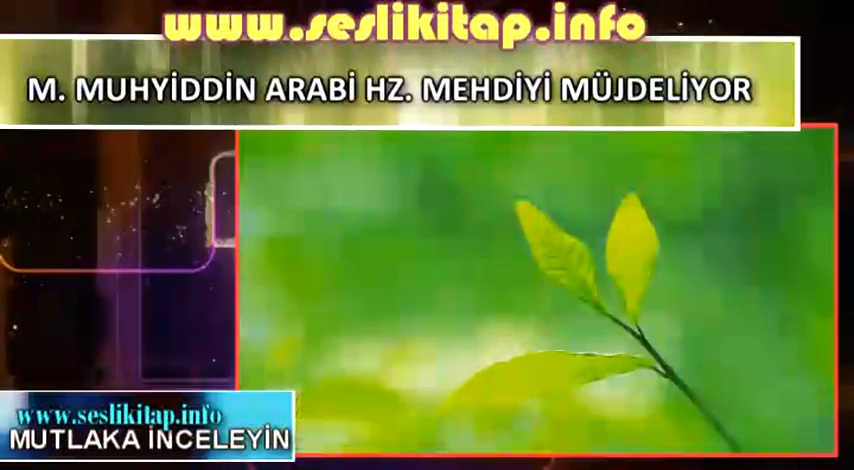 www.seslikitap.info
M. MUHYİDDİN ARABİ HZ. MEHDİYİ MÜJDELİYOR
www.seslikitap.info
MUTLAKA İNCELEYİN